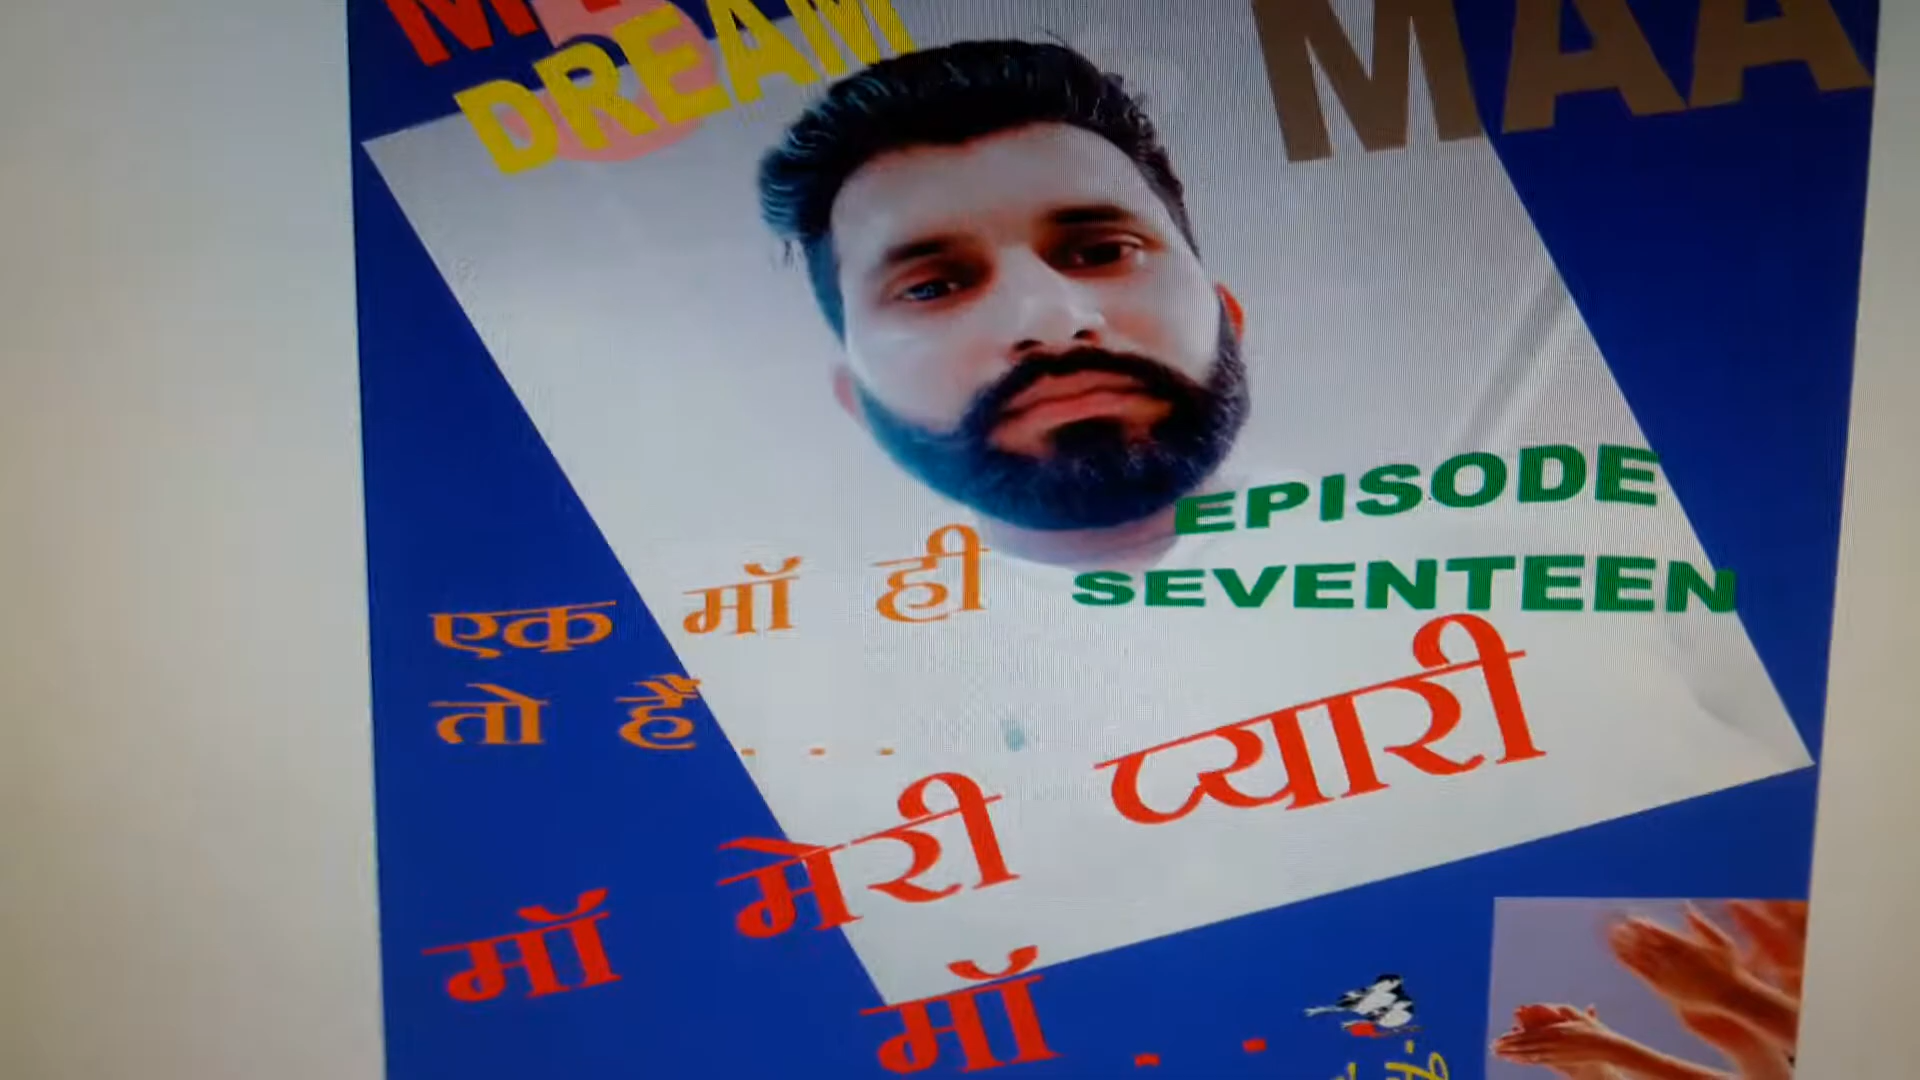 DREAM
MAA
EPISODE
SEVENTEEN
एक मॉ ही
तो हैं. . . .
मॉ मेरी प्यारी
मॉ . .